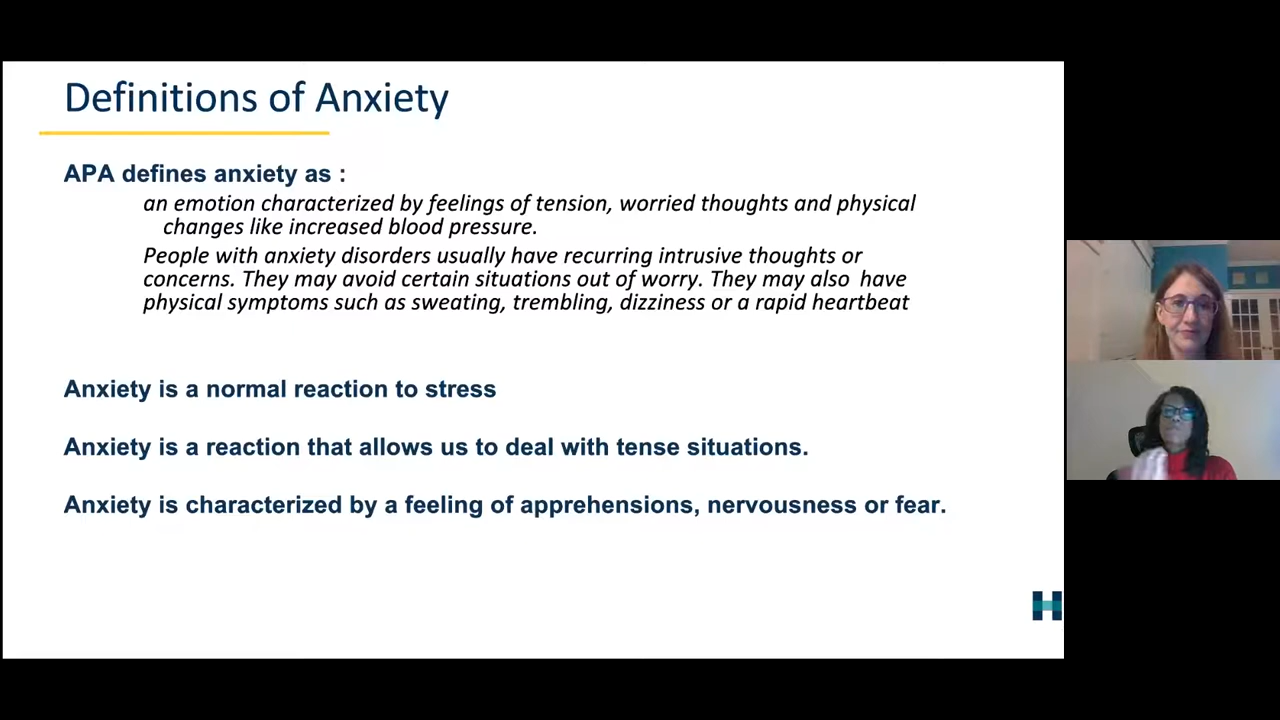 Definitions of Anxiety
APA defines anxiety as :
an emotion characterized by feelings of tension, worried thoughts and physical
changes like increased blood pressure.
People with anxiety disorders usually have recurring intrusive thoughts or
concerns. They may avoid certain situations out of worry. They may also  have
physical symptoms such as sweating, trembling, dizziness or a rapid heartbeat
Anxiety is a normal reaction to stress
Anxiety is a reaction that allows us to deal with tense situations.
Anxiety is characterized by a feeling of apprehensions, nervousness or fear.
H